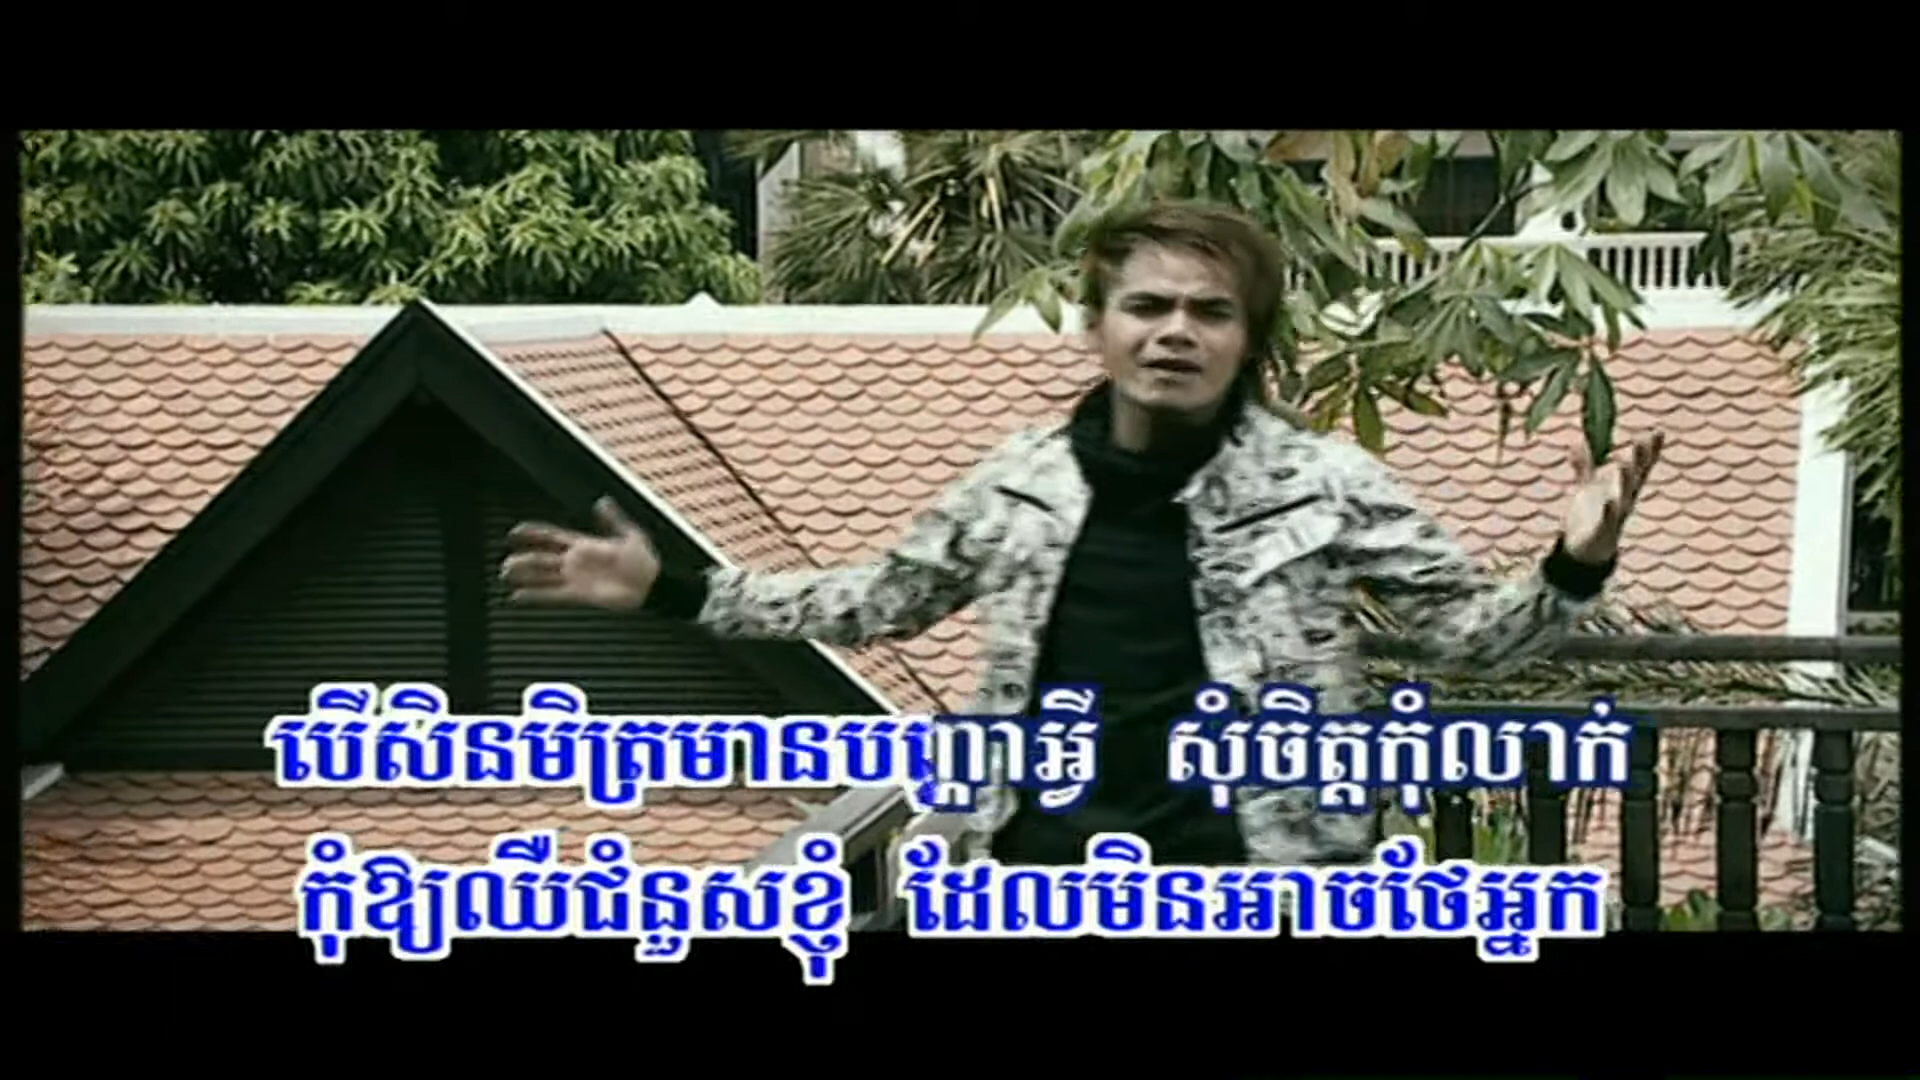 បើសិនមិត្រមានបញ្ហាអ្វី សុំចិត្តកុំលាក់
កុំឱ្យឈឺជំនួសខ្ញុំ ដែលមិនអាចថែអ្នក